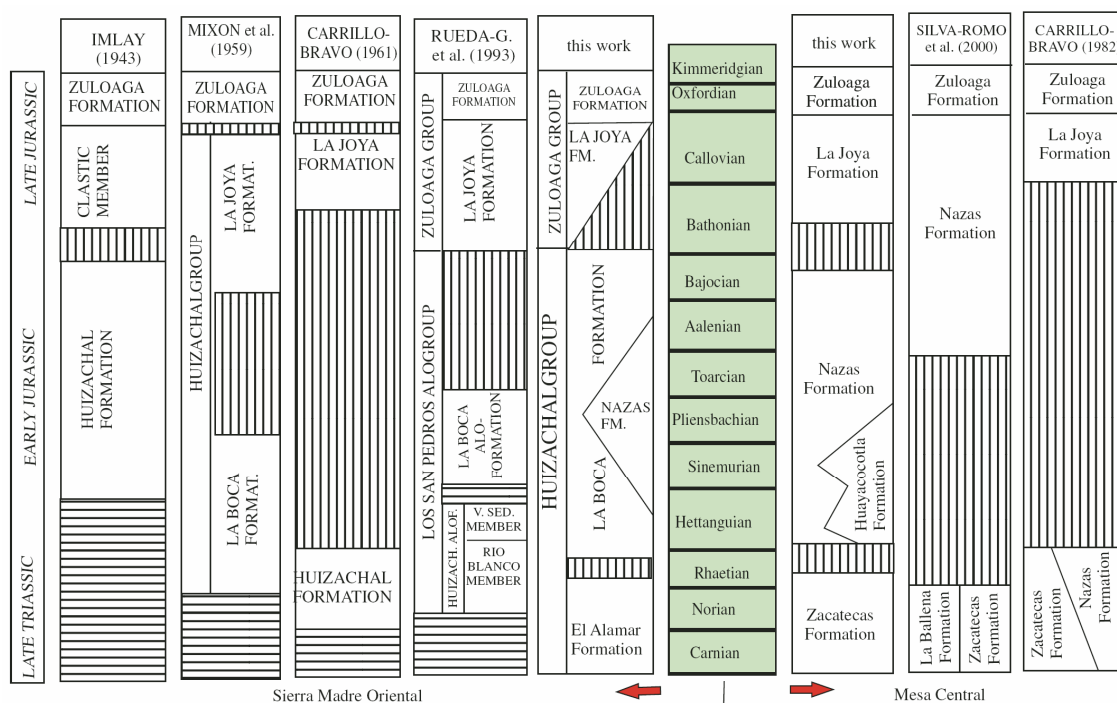 IMLAY
(1943)
MIXON et al.
(1959)
CARRILLO-
BRAVO (1961)
RUEDA-G.
et al. (1993)
this work
this work
SILVA-ROMO
et al. (2000)
CARRILLO-
BRAVO (1982
LATE JURASSIC
EARLY JURASSIC
LATE TRIASSIC
ZULOAGA
FORMATION
CLASTIC
MEMBER
HUIZACHAL
FORMATION
ZULOAGA
FORMATION
HUIZACHALGROUP
LA JOYA
FORMAT.
LA BOCA
FORMAT.
ZULOAGA
FORMATION
LA JOYA
FORMATION
HUIZACHAL
FORMATION
ZULOAGA GROUP
LOS SAN PEDROS ALOGROUP
ZULOAGA
FORMATION
LA JOYA
FORMATION
LA BOCA
ALO-
FORMATION
HUIZACH. ALOF.
V. SED.
MEMBER
RIO
BLANCO
MEMBER
ZULOAGA GROUP
HUIZACHALGROUP
ZULOAGA
FORMATION
LA JOYA
FM.
LA BOCA FORMATION
NAZAS
FM.
El Alamar
Formation
Kimmeridgian
Oxfordian
Callovian
Bathonian
Bajocian
Aalenian
Toarcian
Pliensbachian
Sinemurian
Hettanguian
Rhaetian
Norian
Carnian
Zuloaga
Formation
La Joya
Formation
Nazas
Formation
Huayacocotla
Formation
Zacatecas
Formation
Zuloaga
Formation
Nazas
Formation
La Ballena
Formation
Zacatecas
Formation
Zuloaga
Formation
La Joya
Formation
Zacatecas
Formation
Nazas
Formation
Sierra Madre Oriental
Mesa Central